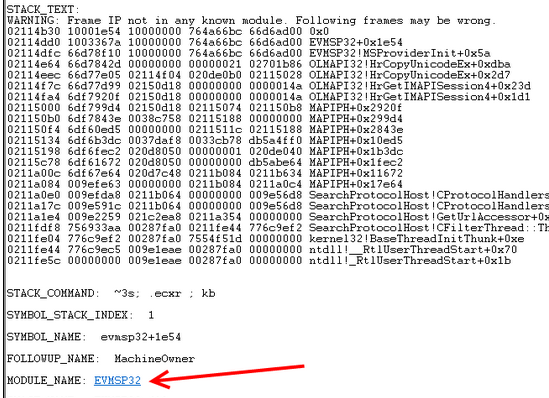 STACK_TEXT:
WARNING: Frame IP not in any known module. Following frames may be wrong.
02114b30 10001e54 10000000 764a66bc 66d6ad00 0x0
02114dd0 1003367a 10000000 764a66bc 66d6ad00 EVMSP32+0x1e54
02114dfc 66d78f10 10000000 764a66bc 66d6ad00 EVMSP32!MSProviderInit+0x5a
02114e64 66d7842d 00000000 00000021 02701b86 OLMAPI32!HrCopyUnicodeEx+0xdba
02114eec 66d77e05 02114f04 020de0b0 02115028 OLMAPI32!HrCopyUnicodeEx+0x2d7
02114f7c 66d77d99 02150d18 00000000 0000014a OLMAPI32!HrGetIMAPISession4+0x23d
02114fa4 6df7920f 02150d18 00000000 0000014a OLMAPI32!HrGetIMAPISession4+0x1d1
02115000 6df799d4 02150d18 02115074 021150b8 MAPIPH+0x2920f
021150b0 6df7843e 0038c758 02115188 00000000 MAPIPH+0x299d4
021150f4 6df60ed5 00000000 0211511c 02115188 MAPIPH+0x2843e
02115134 6df6b3dc 0037daf8 0033cb78 db5a4ff0 MAPIPH+0x10ed5
02115198 6df6fec2 020d8050 00000001 020de040 MAPIPH+0x1b3dc
02115c78 6df61672 020d8050 00000000 db5abe64 MAPIPH+0x1fec2
0211a00c 6df67e64 020d7c48 0211b084 0211b634 MAPIPH+0x11672
0211a084 009efe63 00000000 0211b084 0211a0c4 MAPIPH+0x17e64
0211a0e0 009efda8 0211b064 00000000 009e56d8 SearchProtocolHost!CProtocolHandlers
0211a17c 009e591c 0211b064 00000000 009e56d8 SearchProtocolHost!CProtocolHandlers
0211a1e4 009e2259 021c2ea8 0211a354 00000000 SearchProtocolHost!GetUrlAccessor+0x
0211fdf8 756933aa 00287fa0 0211fe44 776c9ef2 SearchProtocolHost!CFilterThread::Th
0211fe04 776c9ef2 00287fa0 7554f51d 00000000 kernel32!BaseThreadInitThunk+0xe
0211fe44 776c9ec5 009e1eae 00287fa0 00000000 ntdll!__RtlUserThreadStart+0x70
0211fe5c 00000000 009e1eae 00287fa0 00000000 ntdll!_RtlUserThreadStart+0x1b
STACK_COMMAND: ~3s; .ecxr ; kb
SYMBOL_STACK_INDEX: 1
SYMBOL_NAME: evmsp32+1e54
FOLLOWUP_NAME: MachineOwner
MODULE_NAME: EVMSP32